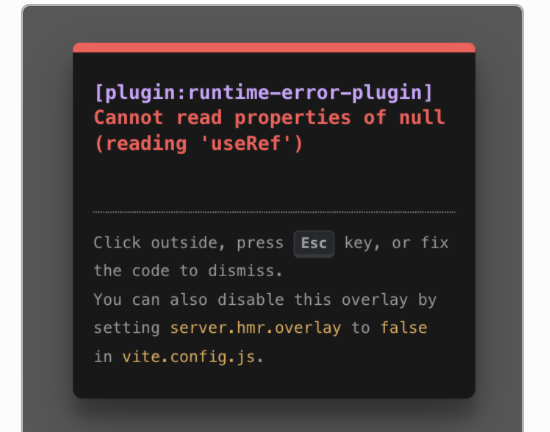 [plugin:runtime-error-plugin]
Cannot read properties of null
(reading 'useRef')
Click outside, press Esc key, or fix
the code to dismiss.
You can also disable this overlay by
setting server.hmr.overlay to false
in vite.config.js.